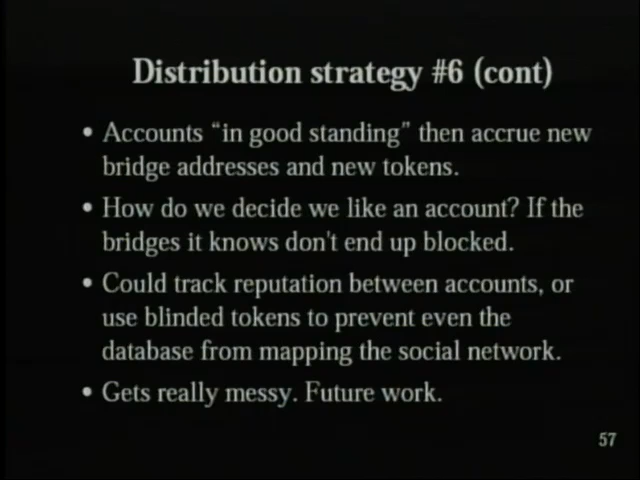 Distribution strategy #6 (cont)
• Accounts “in good standing” then accrue new
bridge addresses and new tokens.
• How do we decide we like an account? If the
bridges it knows don't end up blocked.
• Could track reputation between accounts, or
use blinded tokens to prevent even the
database from mapping the social network.
• Gets really messy. Future work.
57